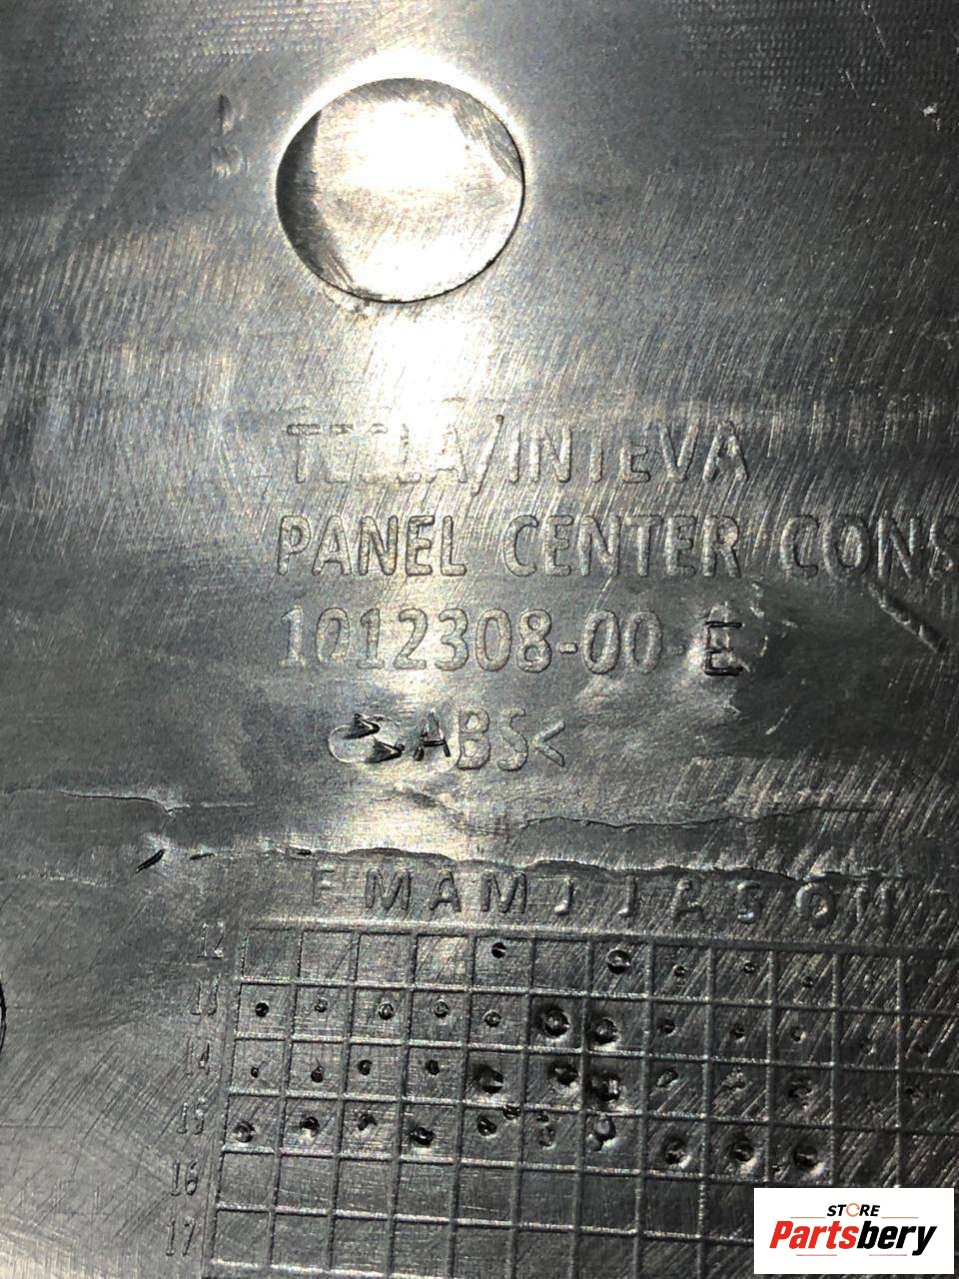 TESLA/INTEVA
PANEL CENTER CONS
1012308-00-E
>ABS<
F M A M J J A S O N
12
13
14
15
16
17
STORE
Partsbery